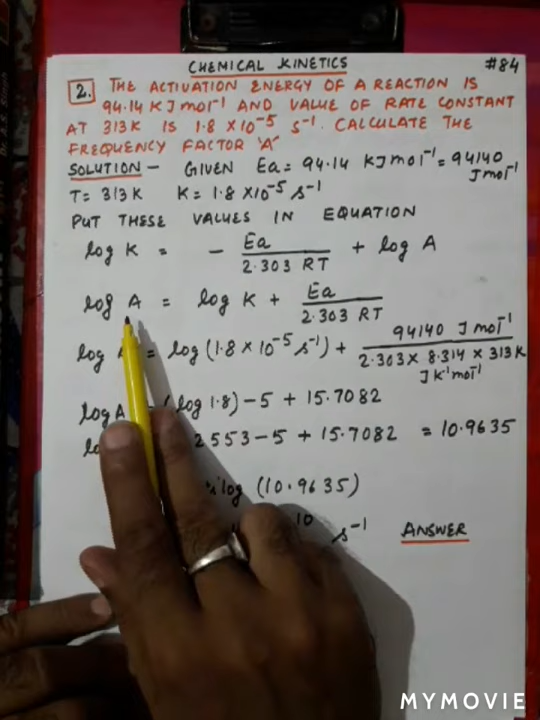 CHEMICAL KINETICS #84
2. THE ACTIVATION ENERGY OF A REACTION IS
94.14 KJ mol⁻¹ AND VALUE OF RATE CONSTANT
AT 313K IS 1.8 × 10⁻⁵ s⁻¹. CALCULATE THE
FREQUENCY FACTOR 'A'
SOLUTION – GIVEN Ea = 94.14 KJ mol⁻¹ = 94140 J mol⁻¹
T = 313 K K = 1.8 × 10⁻⁵ s⁻¹
PUT THESE VALUES IN EQUATION
log K = - Ea / 2.303 RT + log A
log A = log K + Ea / 2.303 RT
log = log (1.8 × 10⁻⁵ s⁻¹) + 94140 J mol⁻¹ / 2.303 × 8.314 × 313K
JK⁻¹mol⁻¹
log A (log 1.8) - 5 + 15.7082
2553 - 5 + 15.7082 = 10.9635
log (10.9635)
10 s⁻¹ ANSWER
MYMOVIE